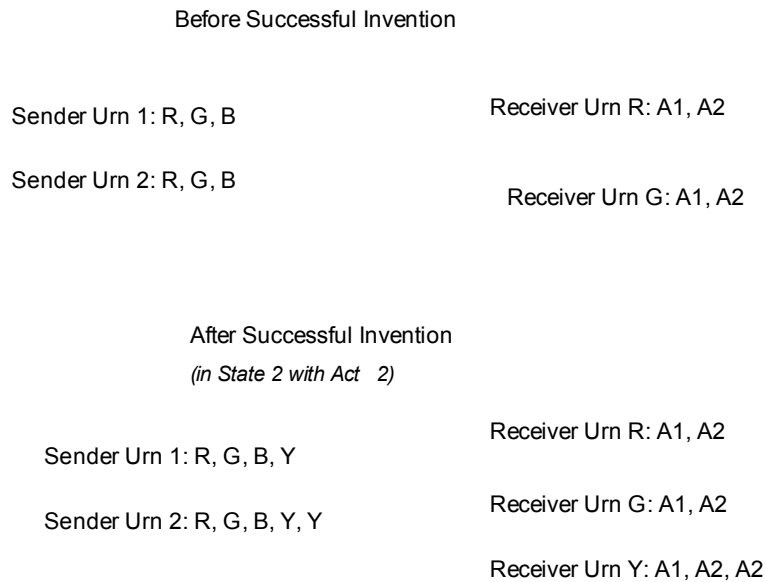 Before Successful Invention
Sender Urn 1: R, G, B
Receiver Urn R: A1, A2
Sender Urn 2: R, G, B
Receiver Urn G: A1, A2
After Successful Invention
(in State 2 with Act 2)
Receiver Urn R: A1, A2
Sender Urn 1: R, G, B, Y
Receiver Urn G: A1, A2
Sender Urn 2: R, G, B, Y, Y
Receiver Urn Y: A1, A2, A2